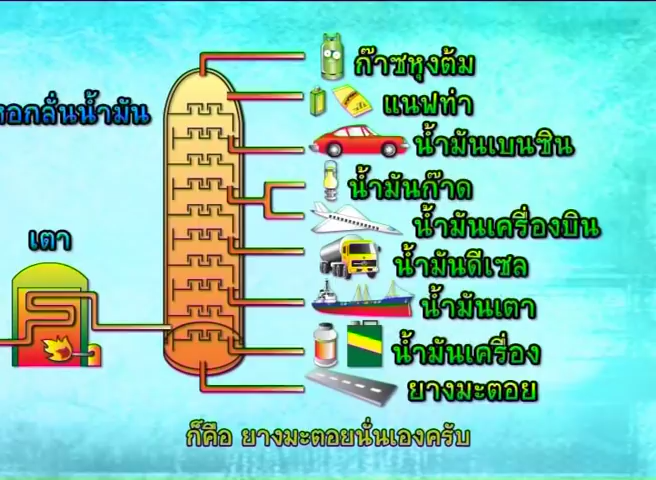 ก๊าซหุงต้ม
หอกลั่นน้ำมัน
แนฟท่า
น้ำมันเบนซิน
น้ำมันก๊าด
น้ำมันเครื่องบิน
เตา
น้ำมันดีเซล
น้ำมันเตา
น้ำมันเครื่อง
ยางมะตอย
ก็คือ ยางมะตอยนั่นเองครับ